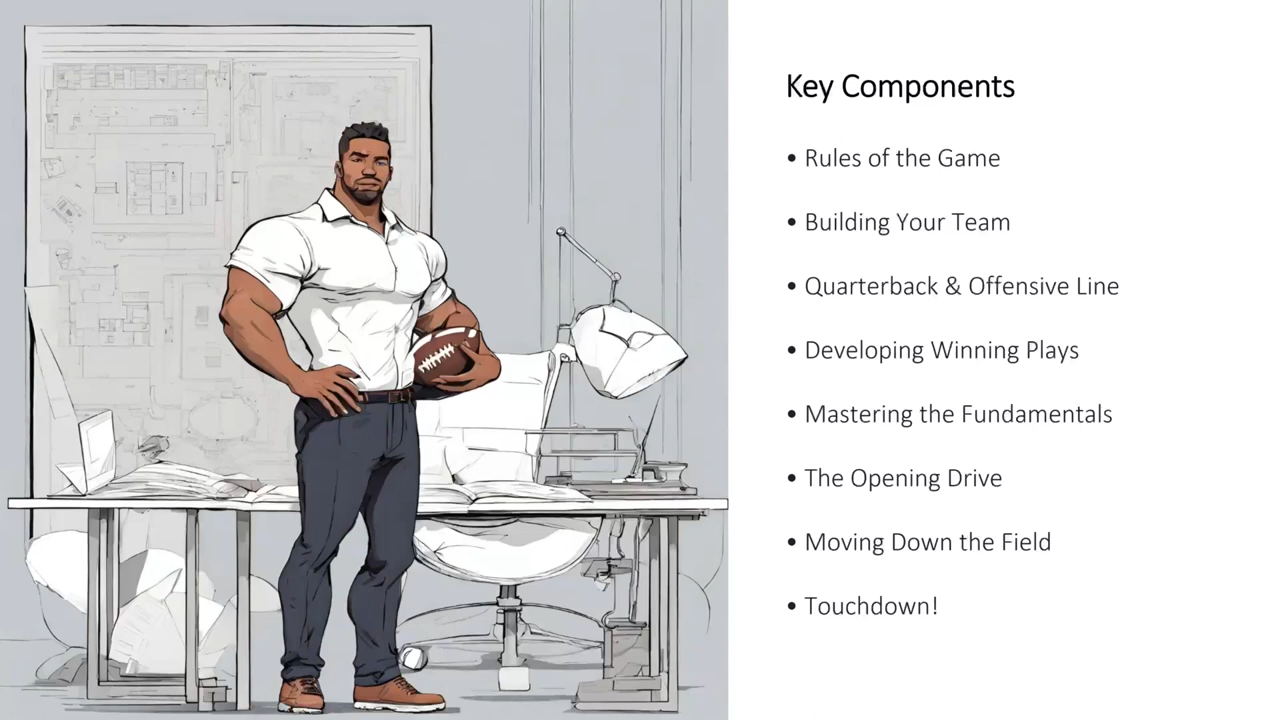 Key Components
• Rules of the Game
• Building Your Team
• Quarterback & Offensive Line
• Developing Winning Plays
• Mastering the Fundamentals
• The Opening Drive
• Moving Down the Field
• Touchdown!